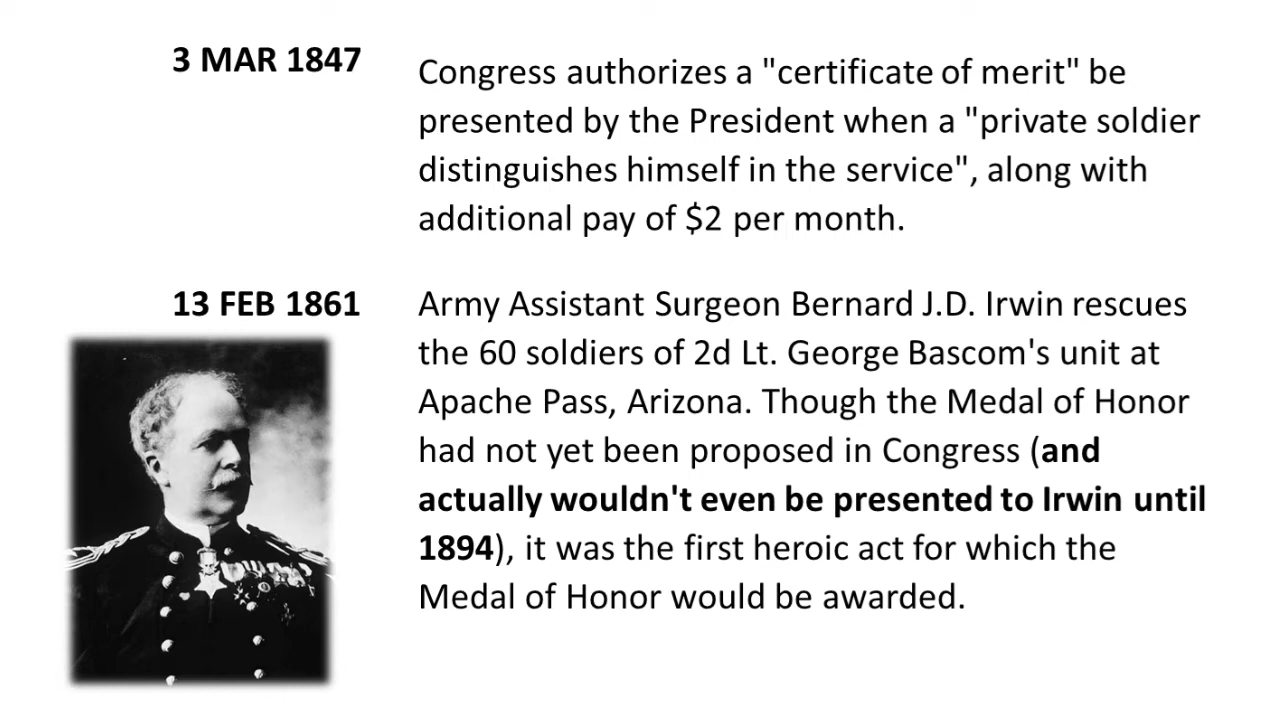 3 MAR 1847
Congress authorizes a "certificate of merit" be
presented by the President when a "private soldier
distinguishes himself in the service", along with
additional pay of $2 per month.
13 FEB 1861
Army Assistant Surgeon Bernard J.D. Irwin rescues
the 60 soldiers of 2d Lt. George Bascom's unit at
Apache Pass, Arizona. Though the Medal of Honor
had not yet been proposed in Congress (and
actually wouldn't even be presented to Irwin until
1894), it was the first heroic act for which the
Medal of Honor would be awarded.